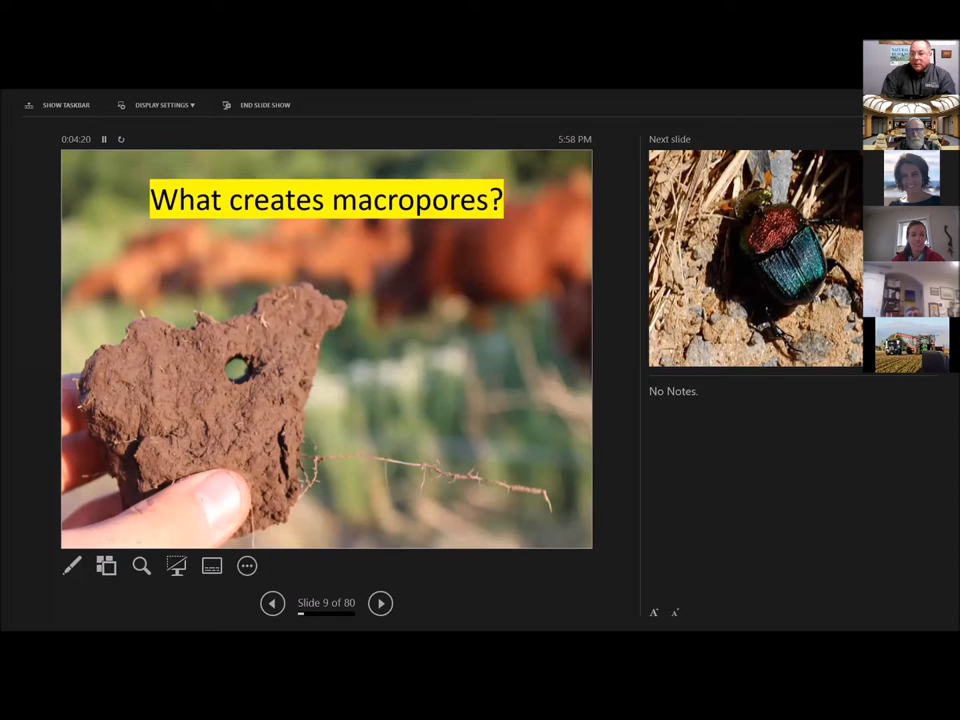 SHOW TASKBAR
DISPLAY SETTINGS ▾
END SLIDE SHOW
0:04:20
5:58 PM
Next slide
What creates macropores?
No Notes.
Slide 9 of 80
A A